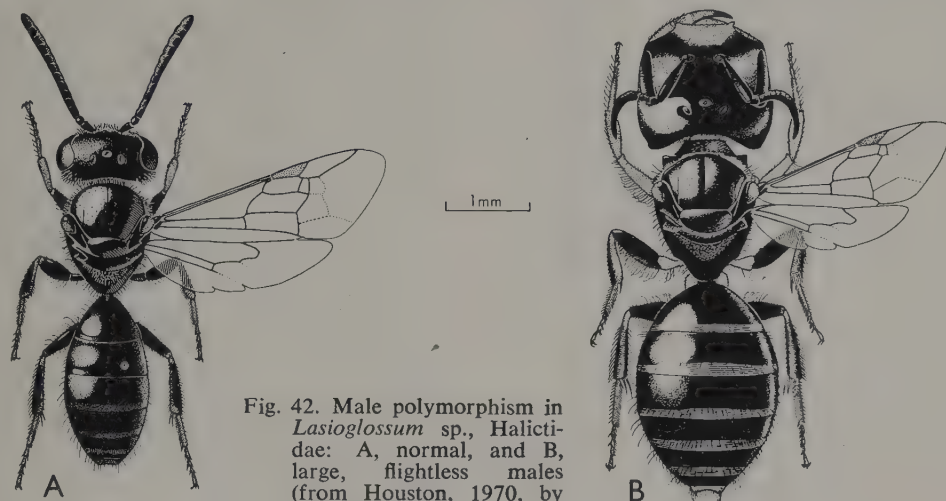 1mm
A
Fig. 42. Male polymorphism in
Lasioglossum sp., Halicti-
dae: A, normal, and B,
large, flightless males
(from Houston, 1970, by
B